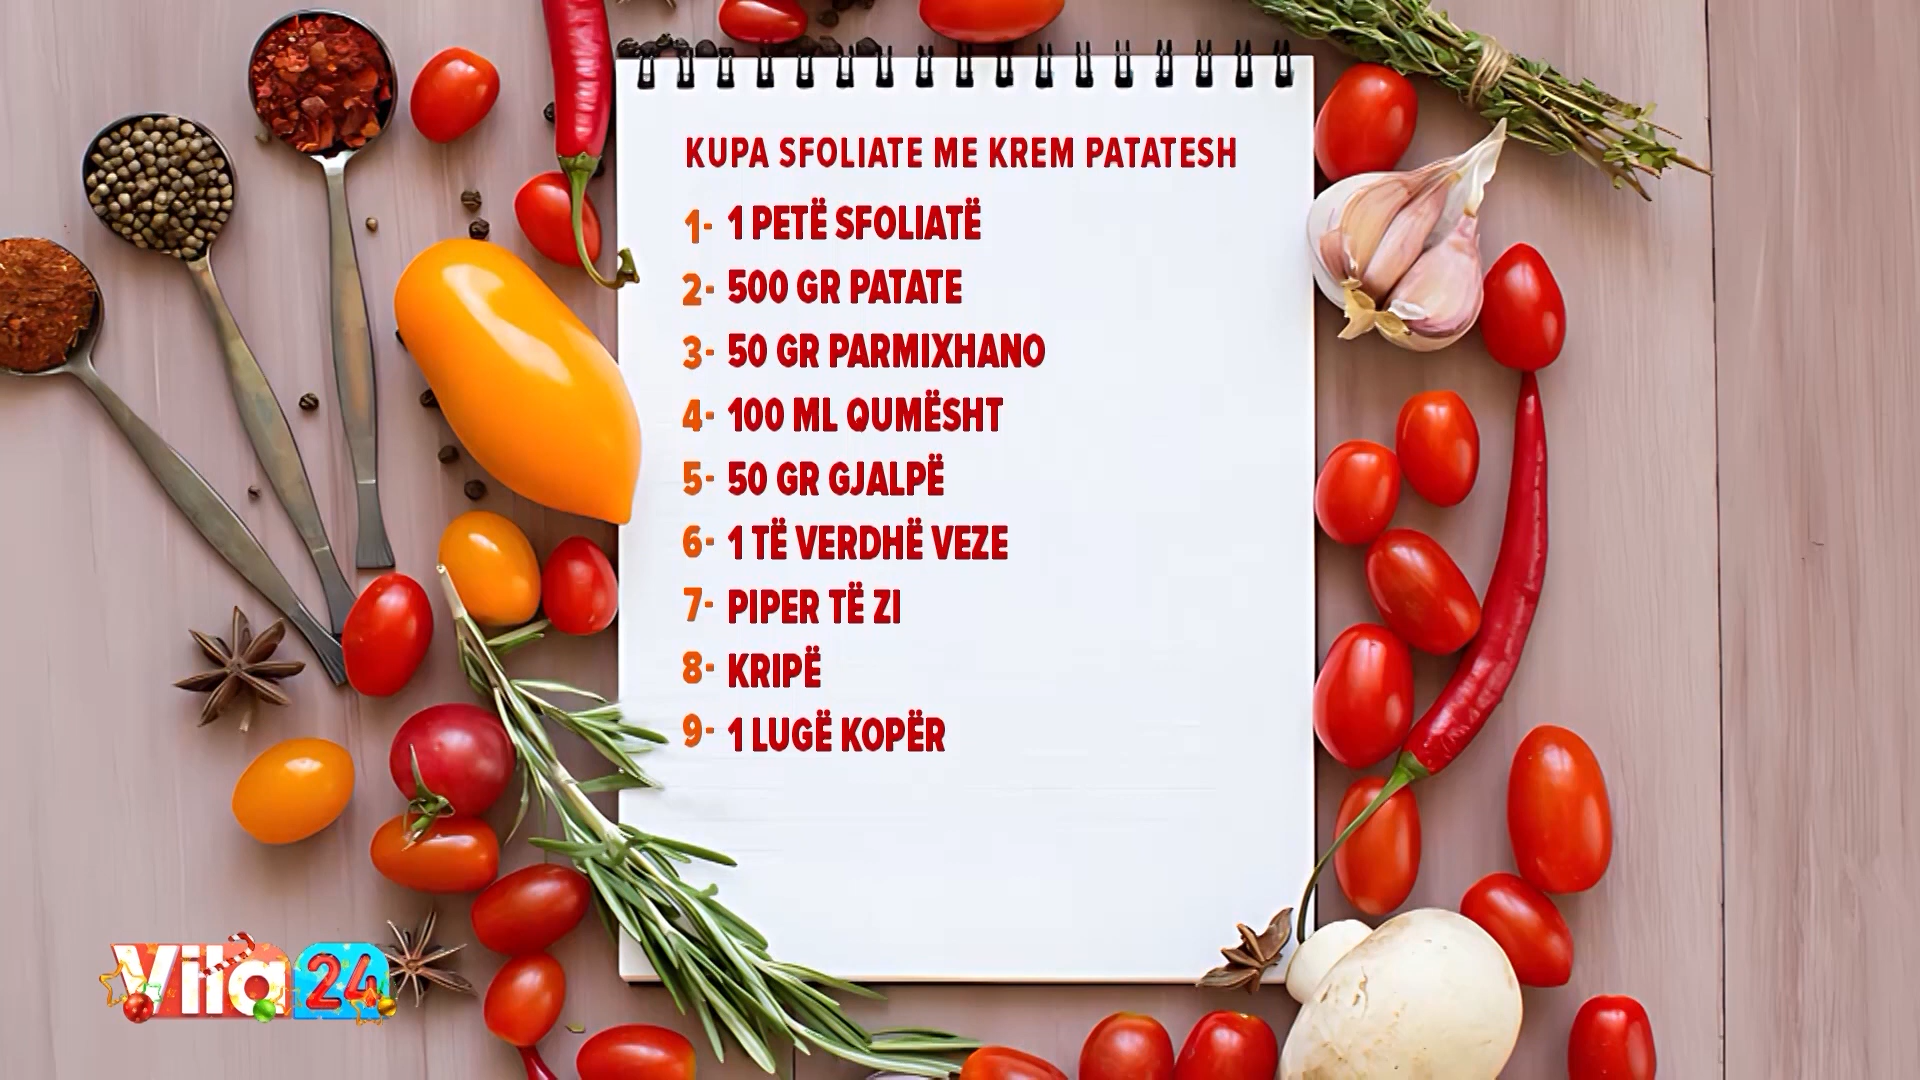 KUPA SFOLIATE ME KREM PATATESH
1- 1 PETË SFOLIATË
2- 500 GR PATATE
3- 50 GR PARMIXHANO
4- 100 ML QUMËSHT
5- 50 GR GJALPË
6- 1 TË VERDHË VEZE
7- PIPER TË ZI
8- KRIPË
9- 1 LUGË KOPËR
Vila 24